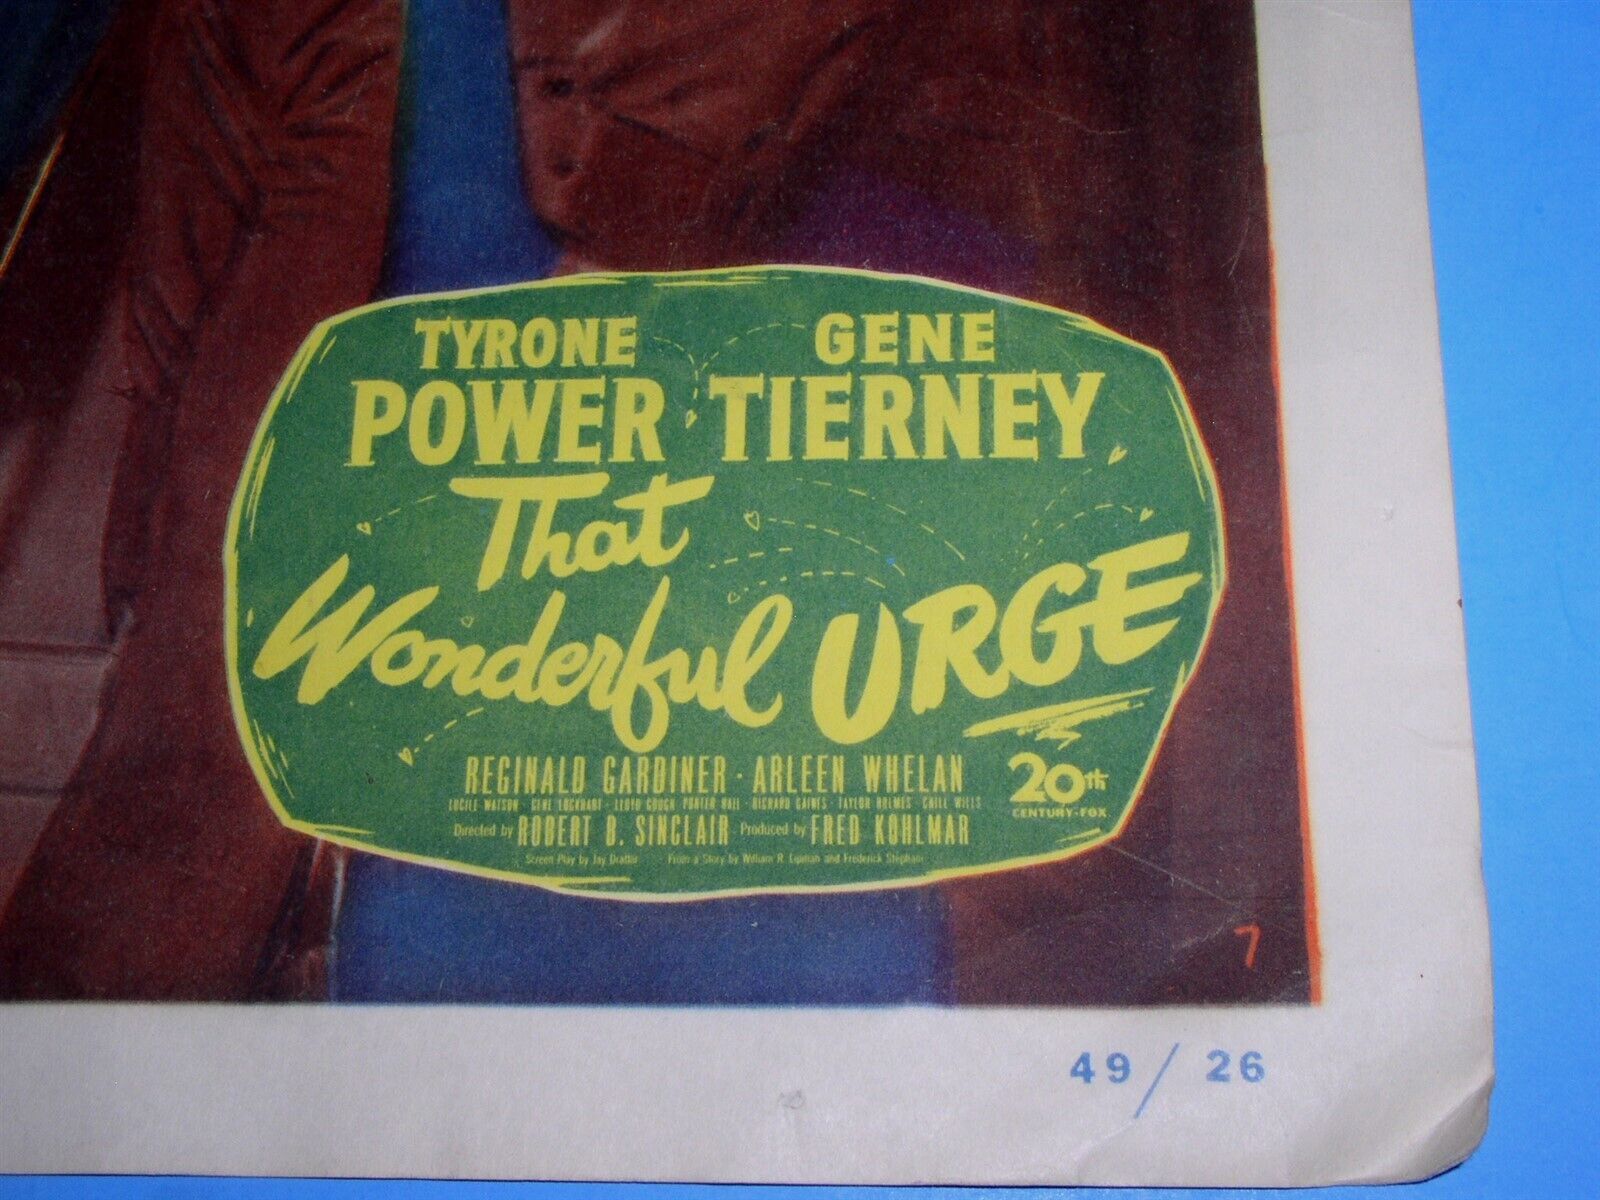 TYRONE GENE
POWER TIERNEY
That
Wonderful URGE
REGINALD GARDINER · ARLEEN WHELAN
LUCILE WATSON · GENE LOCKHART · LLOYD GOUGH PORTER HALL · RICHARD GAINES · TAYLOR HOLMES · CHILL WILLS
20th
CENTURY-FOX
Directed by ROBERT B. SINCLAIR Produced by FRED KOHLMAR
Screen Play by Jay Dratler From a Story by William R. Lipman and Frederick Stephani
7
49/26